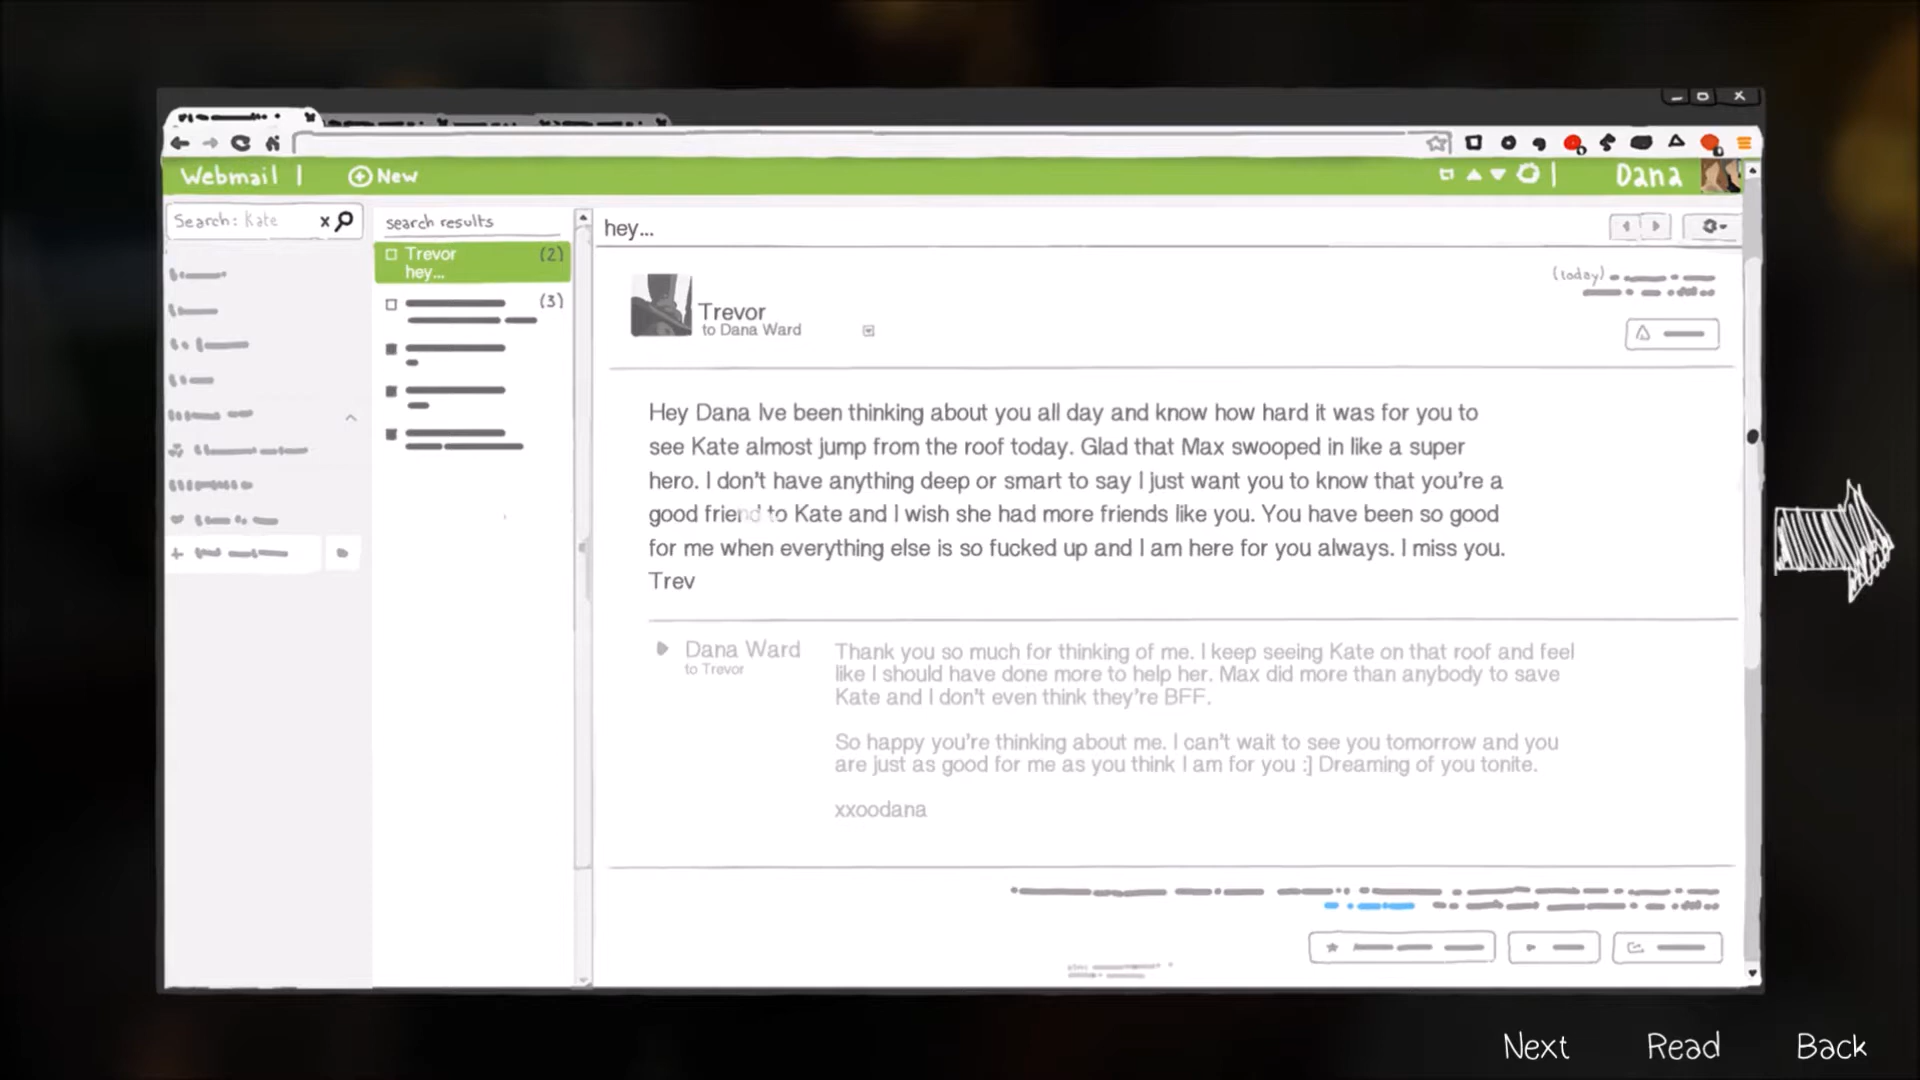 Webmail | New
Dana
Search: Kate x
search results
Trevor (2)
hey...
(3)
hey...
(today)
Trevor
to Dana Ward
Hey Dana Ive been thinking about you all day and know how hard it was for you to
see Kate almost jump from the roof today. Glad that Max swooped in like a super
hero. I don't have anything deep or smart to say I just want you to know that you're a
good friend to Kate and I wish she had more friends like you. You have been so good
for me when everything else is so fucked up and I am here for you always. I miss you.
Trev
Dana Ward
to Trevor
Thank you so much for thinking of me. I keep seeing Kate on that roof and feel
like I should have done more to help her. Max did more than anybody to save
Kate and I don't even think they're BFF.
So happy you're thinking about me. I can't wait to see you tomorrow and you
are just as good for me as you think I am for you :] Dreaming of you tonite.
xxoodana
Next Read Back